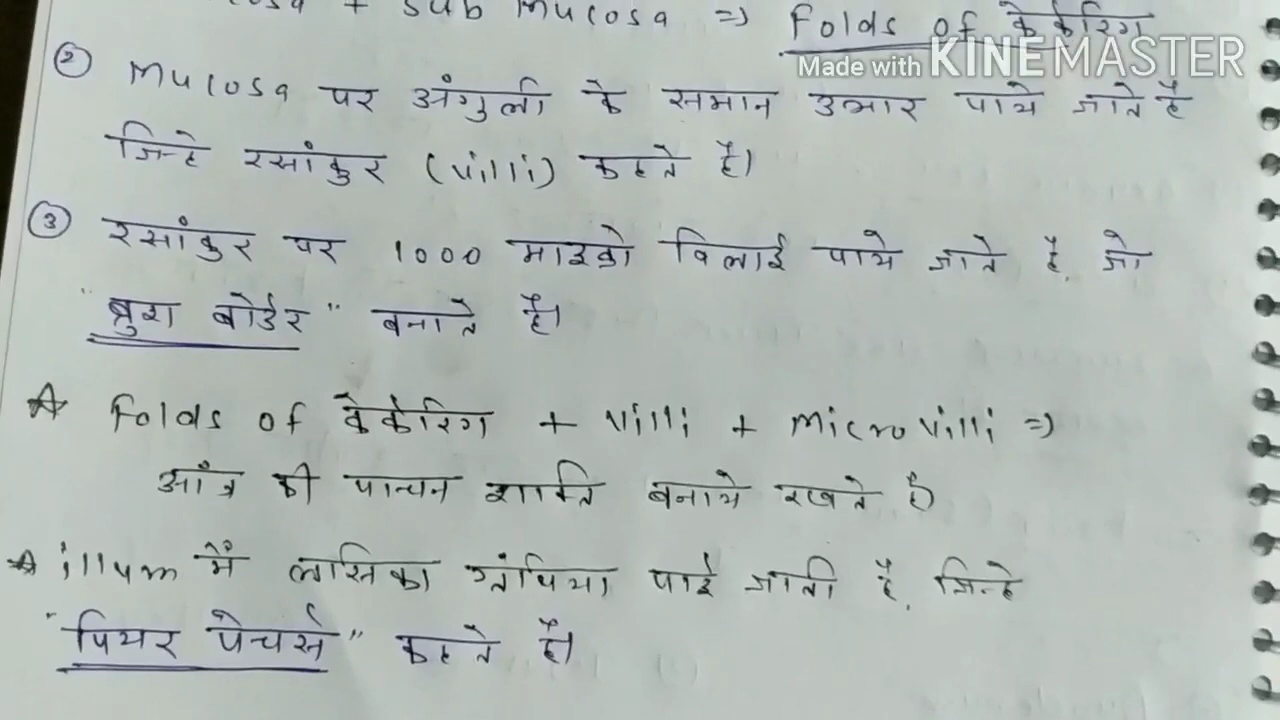 + Sub Mucosa => Folds of केकेरिंग
Made with KINEMASTER
② Mucosa पर अंगुली के समान उभार पाये जाते है
जिन्हे रसांकुर (villi) कहते है।
③ रसांकुर पर 1000 माइक्रो विलाई पाये जाते है, जो
"ब्रुश बोर्डर" बनाते है।
☆ Folds of केकेरिंग + Villi + Microvilli =>
आँत्र की पाचन शक्ति बनाये रखते है
☆ illum में लसिका ग्रंथिया पाई जाती है, जिन्हे
"पियर पेचर्स" कहते है।